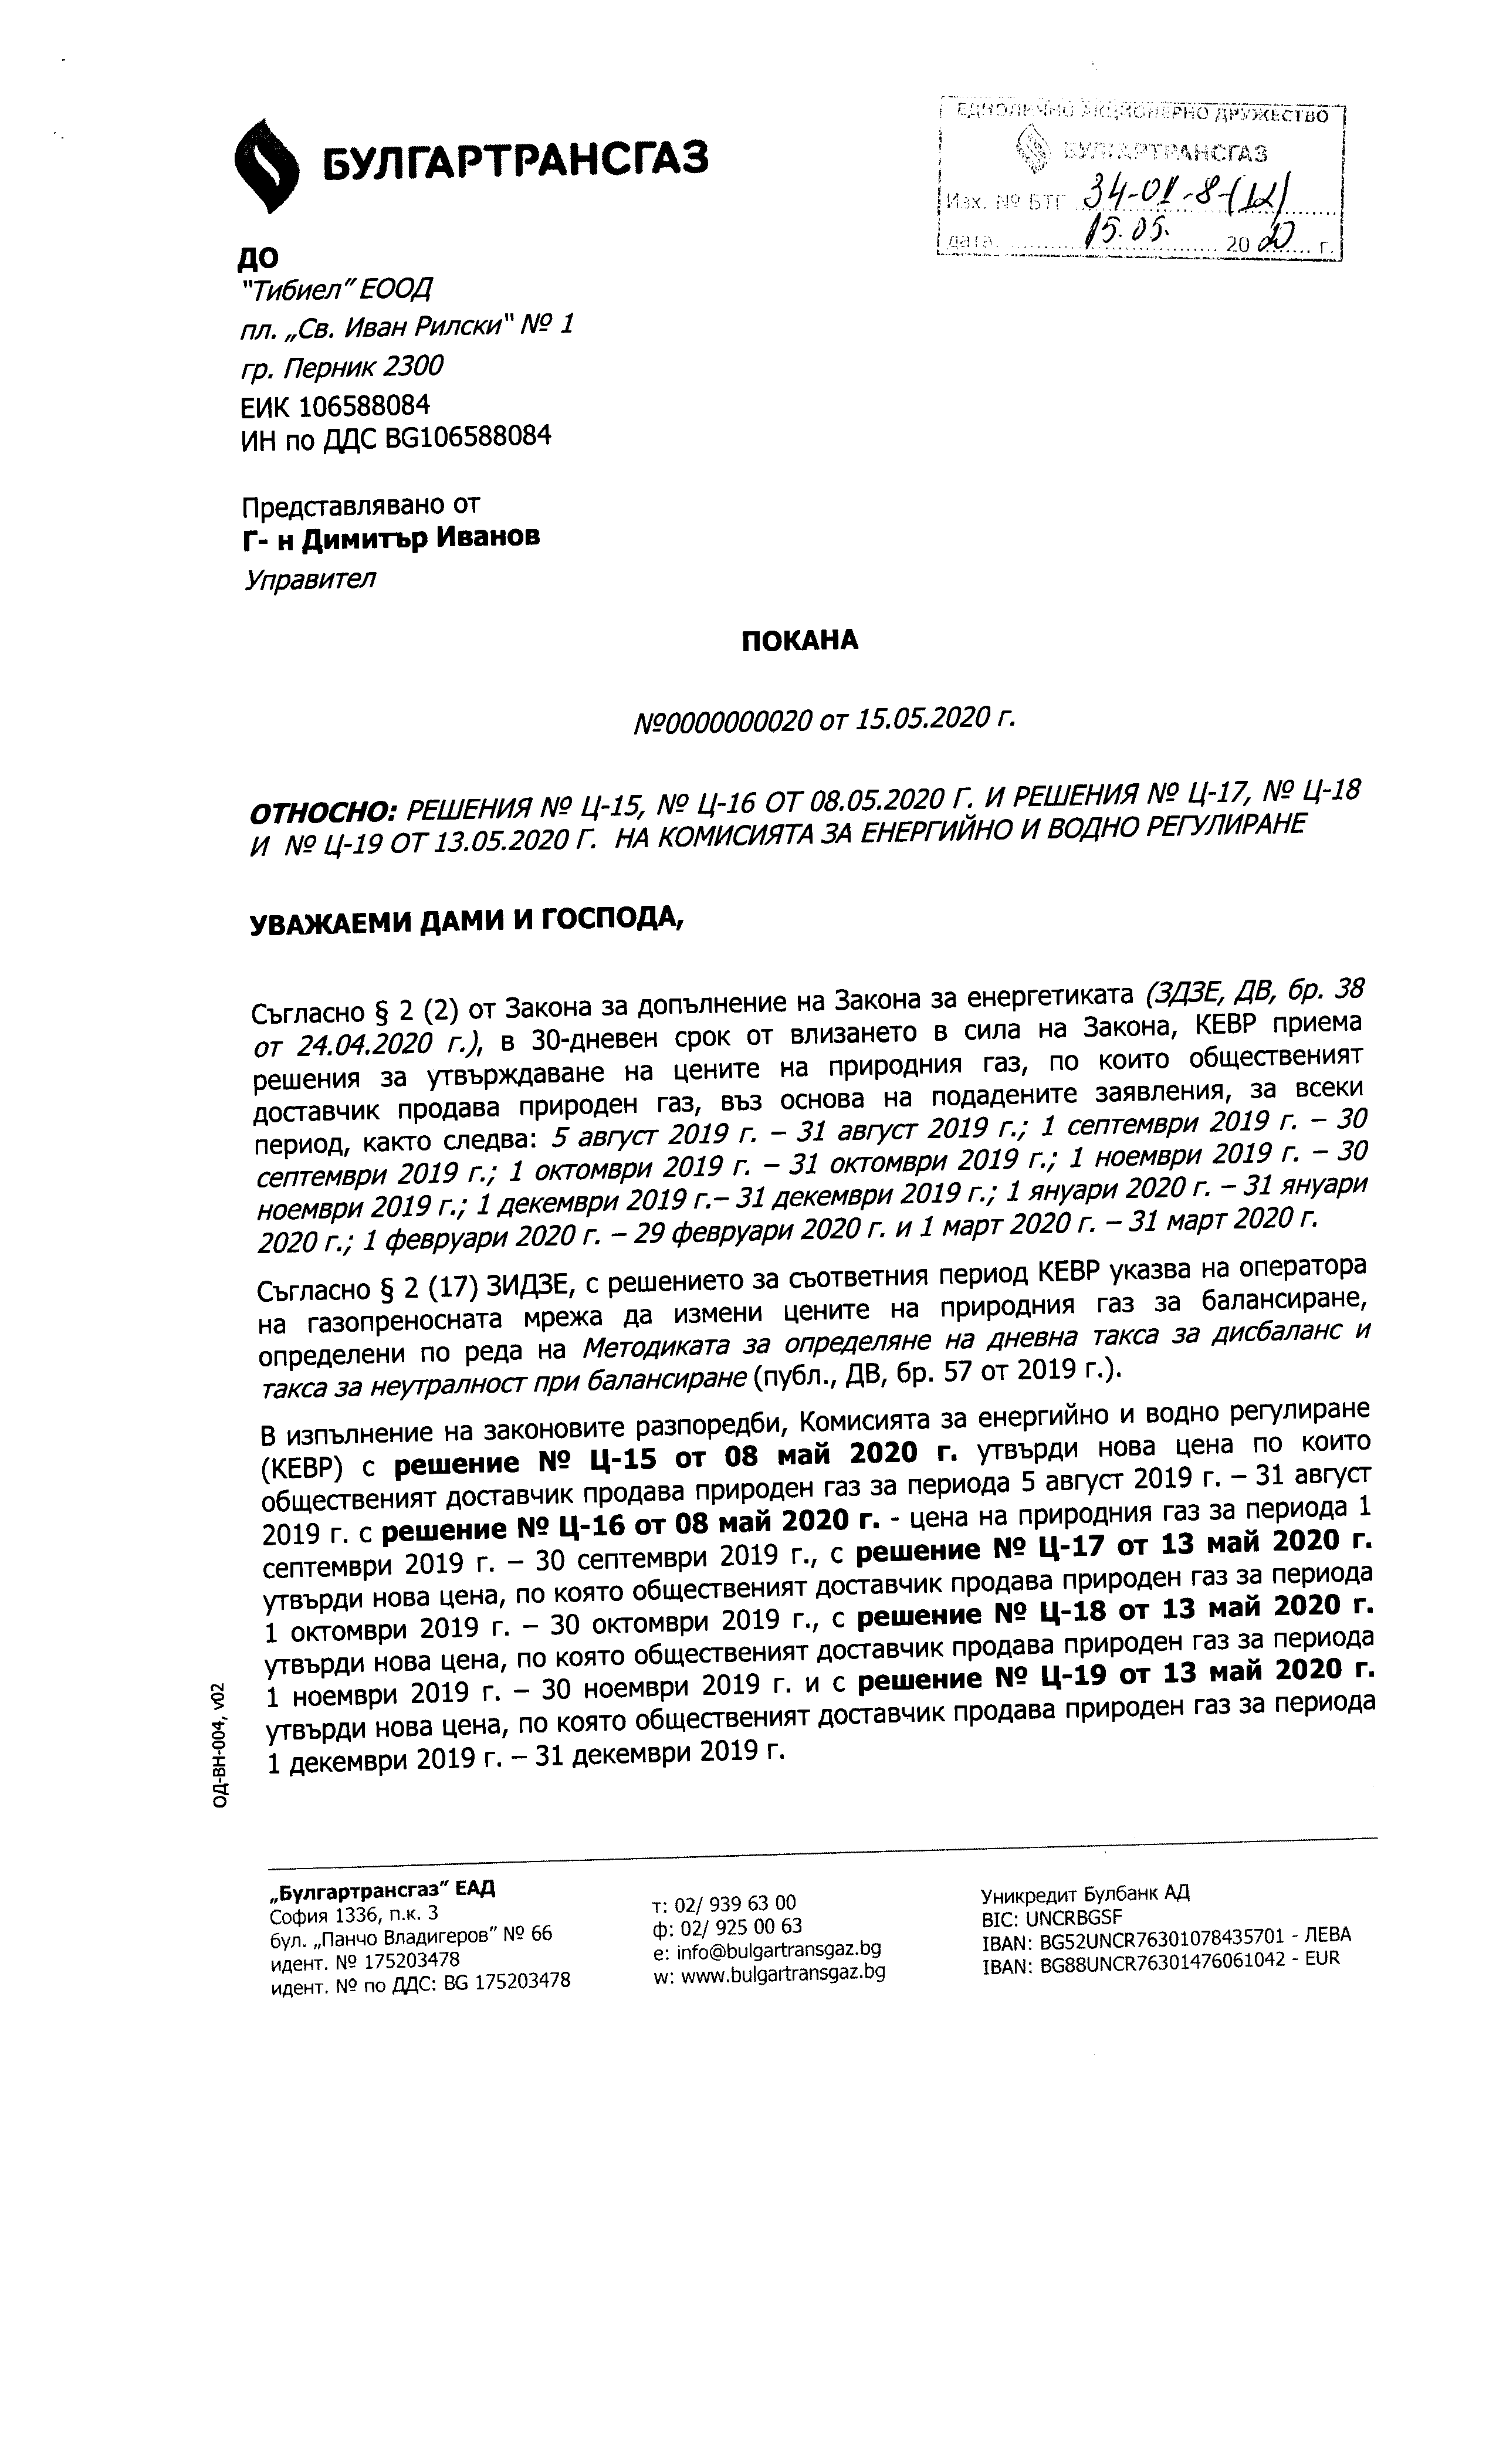 БУЛГАРТРАНСГАЗ
ЕДНОЛИЧНО АКЦИОНЕРНО ДРУЖЕСТВО
БУЛГАРТРАНСГАЗ
Изх. № БТГ 34-01-8-(12)
дата 15.05. 2020 г.
ДО
"Тибиел" ЕООД
пл. „Св. Иван Рилски" № 1
гр. Перник 2300
ЕИК 106588084
ИН по ДДС BG106588084
Представлявано от
Г- н Димитър Иванов
Управител
ПОКАНА
№0000000020 от 15.05.2020 г.
ОТНОСНО: РЕШЕНИЯ № Ц-15, № Ц-16 ОТ 08.05.2020 Г. И РЕШЕНИЯ № Ц-17, № Ц-18
И № Ц-19 ОТ 13.05.2020 Г. НА КОМИСИЯТА ЗА ЕНЕРГИЙНО И ВОДНО РЕГУЛИРАНЕ
УВАЖАЕМИ ДАМИ И ГОСПОДА,
Съгласно § 2 (2) от Закона за допълнение на Закона за енергетиката (ЗДЗЕ, ДВ, бр. 38
от 24.04.2020 г.), в 30-дневен срок от влизането в сила на Закона, КЕВР приема
решения за утвърждаване на цените на природния газ, по които общественият
доставчик продава природен газ, въз основа на подадените заявления, за всеки
период, както следва: 5 август 2019 г. – 31 август 2019 г.; 1 септември 2019 г. – 30
септември 2019 г.; 1 октомври 2019 г. – 31 октомври 2019 г.; 1 ноември 2019 г. – 30
ноември 2019 г.; 1 декември 2019 г.– 31 декември 2019 г.; 1 януари 2020 г. – 31 януари
2020 г.; 1 февруари 2020 г. – 29 февруари 2020 г. и 1 март 2020 г. – 31 март 2020 г.
Съгласно § 2 (17) ЗИДЗЕ, с решението за съответния период КЕВР указва на оператора
на газопреносната мрежа да измени цените на природния газ за балансиране,
определени по реда на Методиката за определяне на дневна такса за дисбаланс и
такса за неутралност при балансиране (публ., ДВ, бр. 57 от 2019 г.).
В изпълнение на законовите разпоредби, Комисията за енергийно и водно регулиране
(КЕВР) с решение № Ц-15 от 08 май 2020 г. утвърди нова цена по които
общественият доставчик продава природен газ за периода 5 август 2019 г. – 31 август
2019 г. с решение № Ц-16 от 08 май 2020 г. - цена на природния газ за периода 1
септември 2019 г. – 30 септември 2019 г., с решение № Ц-17 от 13 май 2020 г.
утвърди нова цена, по която общественият доставчик продава природен газ за периода
1 октомври 2019 г. – 30 октомври 2019 г., с решение № Ц-18 от 13 май 2020 г.
утвърди нова цена, по която общественият доставчик продава природен газ за периода
1 ноември 2019 г. – 30 ноември 2019 г. и с решение № Ц-19 от 13 май 2020 г.
утвърди нова цена, по която общественият доставчик продава природен газ за периода
1 декември 2019 г. – 31 декември 2019 г.
ОД-ВН-004, v02
„Булгартрансгаз" ЕАД
София 1336, п.к. 3
бул. „Панчо Владигеров" № 66
идент. № 175203478
идент. № по ДДС: BG 175203478
т: 02/ 939 63 00
ф: 02/ 925 00 63
е: info@bulgartransgaz.bg
w: www.bulgartransgaz.bg
Уникредит Булбанк АД
BIC: UNCRBGSF
IBAN: BG52UNCR76301078435701 - ЛЕВА
IBAN: BG88UNCR76301476061042 - EUR